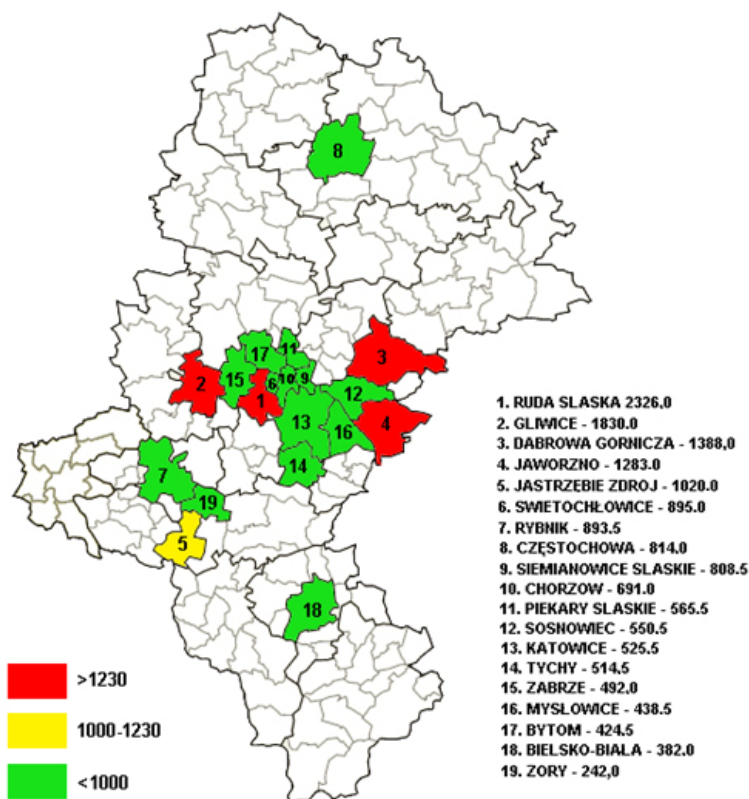 8
3
11
17
10
9
2
15
6
12
1
4
13
16
14
7
19
5
18
1. RUDA SLASKA 2326,0
2. GLIWICE - 1830.0
3. DABROWA GORNICZA - 1388,0
4. JAWORZNO - 1283.0
5. JASTRZĘBIE ZDROJ - 1020.0
6. SWIETOCHŁOWICE - 895.0
7. RYBNIK - 893.5
8. CZĘSTOCHOWA - 814.0
9. SIEMIANOWICE SLASKIE - 808.5
10. CHORZOW - 691.0
11. PIEKARY SLASKIE - 565.5
12. SOSNOWIEC - 550.5
13. KATOWICE - 525.5
14. TYCHY - 514.5
15. ZABRZE - 492.0
16. MYSŁOWICE - 438.5
17. BYTOM - 424.5
18. BIELSKO-BIALA - 382.0
19. ZORY - 242,0
>1230
1000-1230
<1000